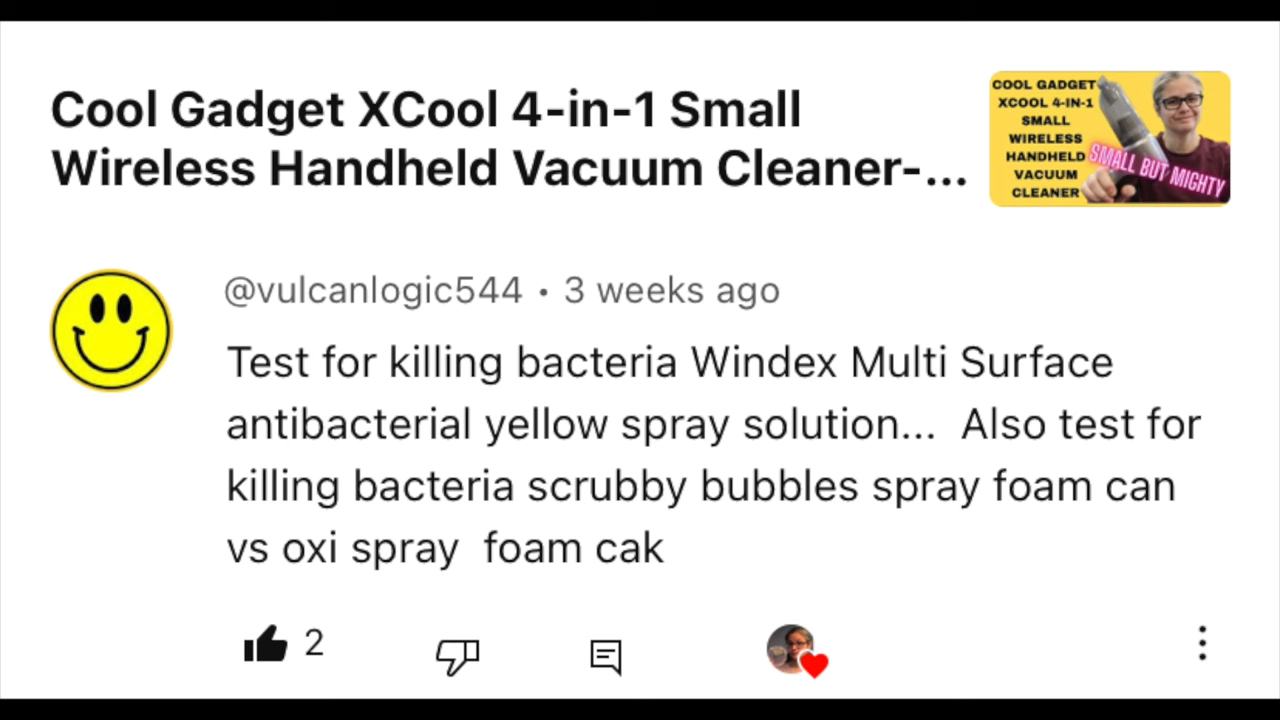 Cool Gadget XCool 4-in-1 Small
Wireless Handheld Vacuum Cleaner-...
COOL GADGET
XCOOL 4-IN-1
SMALL
WIRELESS
HANDHELD
VACUUM
CLEANER
SMALL BUT MIGHTY
@vulcanlogic544 • 3 weeks ago
Test for killing bacteria Windex Multi Surface
antibacterial yellow spray solution...  Also test for
killing bacteria scrubby bubbles spray foam can
vs oxi spray  foam cak
2